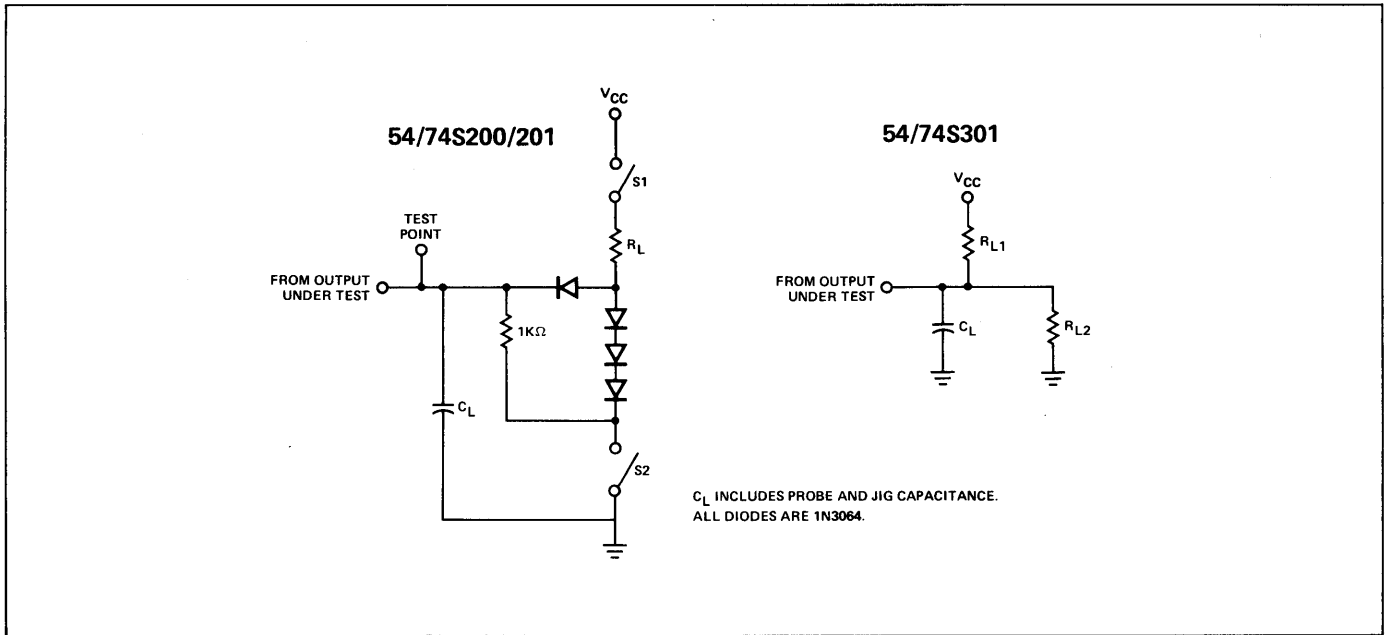 54/74S200/201
VCC
S1
TEST
POINT
RL
FROM OUTPUT
UNDER TEST
1KΩ
CL
S2
54/74S301
VCC
RL1
FROM OUTPUT
UNDER TEST
CL
RL2
CL INCLUDES PROBE AND JIG CAPACITANCE.
ALL DIODES ARE 1N3064.